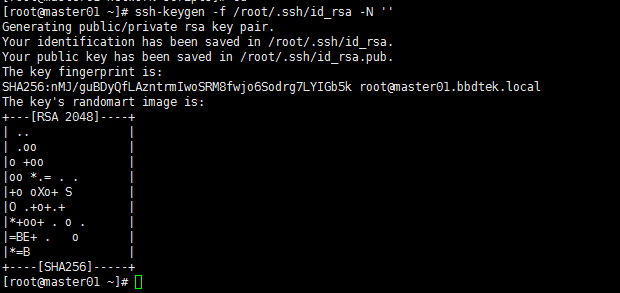 [root@master01 ~]# ssh-keygen -f /root/.ssh/id_rsa -N ''
Generating public/private rsa key pair.
Your identification has been saved in /root/.ssh/id_rsa.
Your public key has been saved in /root/.ssh/id_rsa.pub.
The key fingerprint is:
SHA256:nMJ/guBDyQfLAzntrmIwoSRM8fwjo6Sodrg7LYIGb5k root@master01.bbdtek.local
The key's randomart image is:
+---[RSA 2048]----+
| ..              |
| .oo             |
|o +oo            |
|oo *.= . .       |
|+o oXo+ S        |
|O .+o+.+         |
|*+oo+ . o .      |
|=BE+ .   o       |
|*=B              |
+----[SHA256]-----+
[root@master01 ~]#